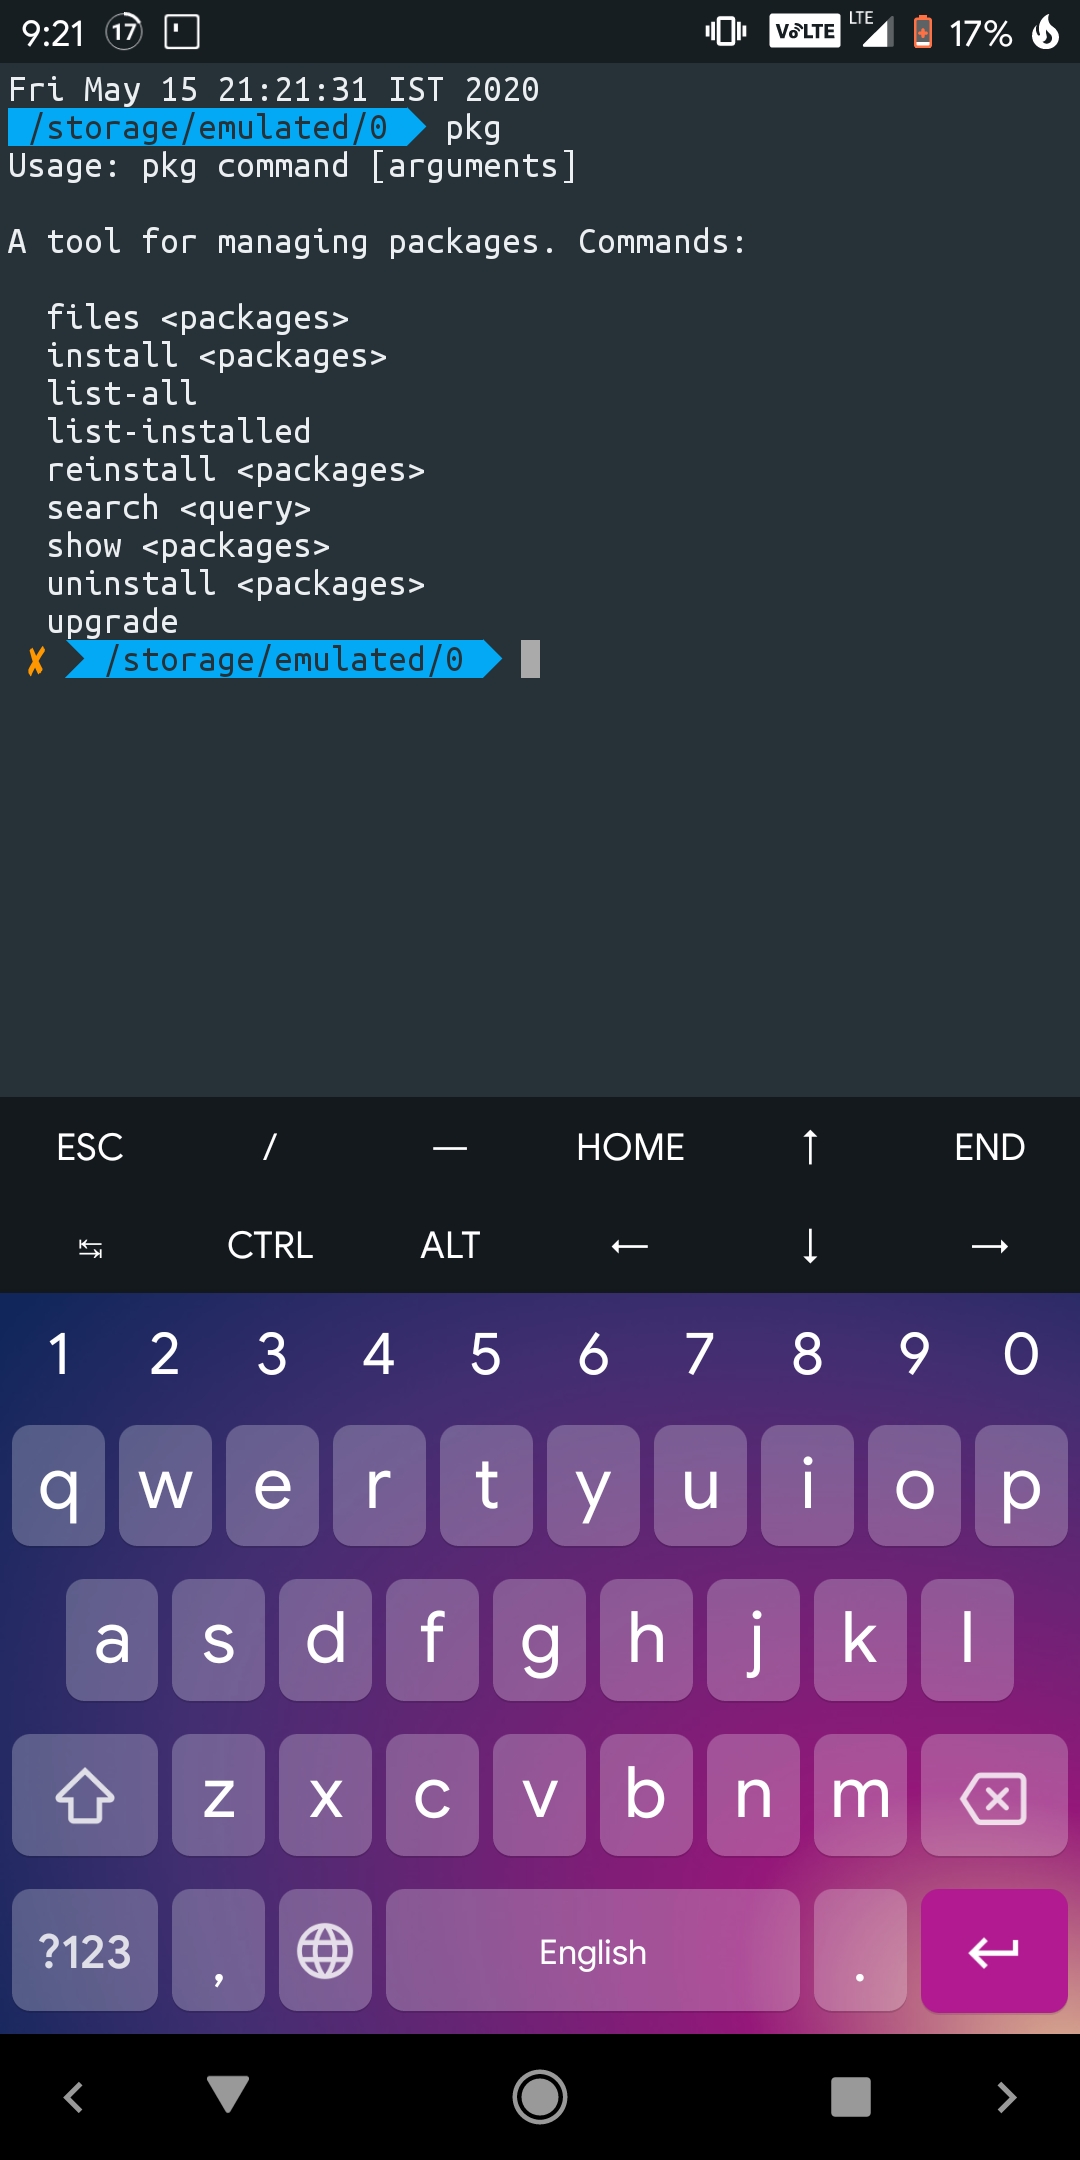 9:21 17 VoLTE LTE 17%
Fri May 15 21:21:31 IST 2020
/storage/emulated/0 pkg
Usage: pkg command [arguments]
A tool for managing packages. Commands:
files <packages>
install <packages>
list-all
list-installed
reinstall <packages>
search <query>
show <packages>
uninstall <packages>
upgrade
✗ /storage/emulated/0
ESC / — HOME ↑ END
⇆ CTRL ALT ← ↓ →
1 2 3 4 5 6 7 8 9 0
q w e r t y u i o p
a s d f g h j k l
z x c v b n m
?123 , English .